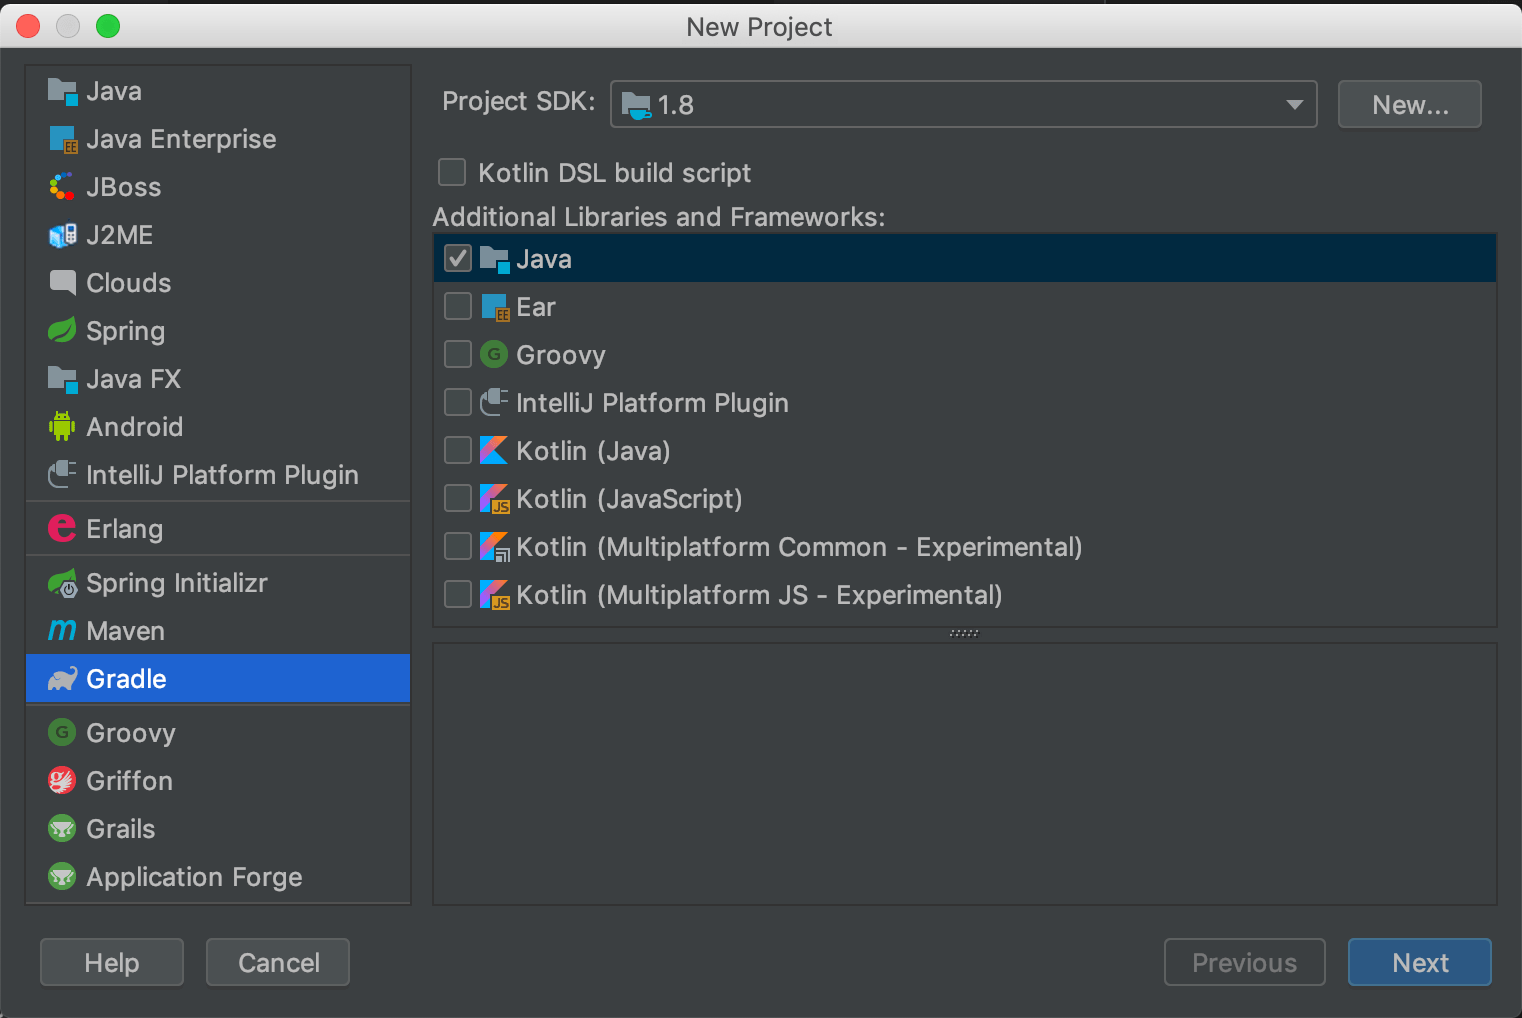 New Project
Java
Java Enterprise
JBoss
J2ME
Clouds
Spring
Java FX
Android
IntelliJ Platform Plugin
Erlang
Spring Initializr
Maven
Gradle
Groovy
Griffon
Grails
Application Forge
Project SDK: 1.8 New...
Kotlin DSL build script
Additional Libraries and Frameworks:
Java
Ear
Groovy
IntelliJ Platform Plugin
Kotlin (Java)
Kotlin (JavaScript)
Kotlin (Multiplatform Common - Experimental)
Kotlin (Multiplatform JS - Experimental)
Help Cancel Previous Next